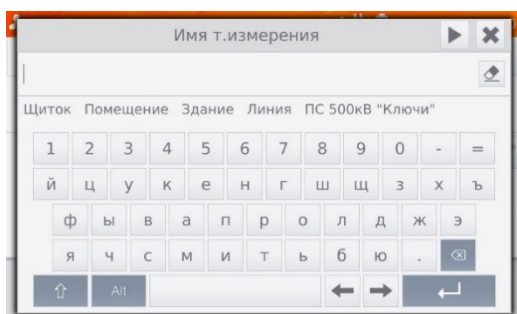 Имя т.измерения
Щиток Помещение Здание Линия ПС 500кВ "Ключи"
1 2 3 4 5 6 7 8 9 0 - =
й ц у к е н г ш щ з х ъ
ф ы в а п р о л д ж э
я ч с м и т ь б ю .
Alt